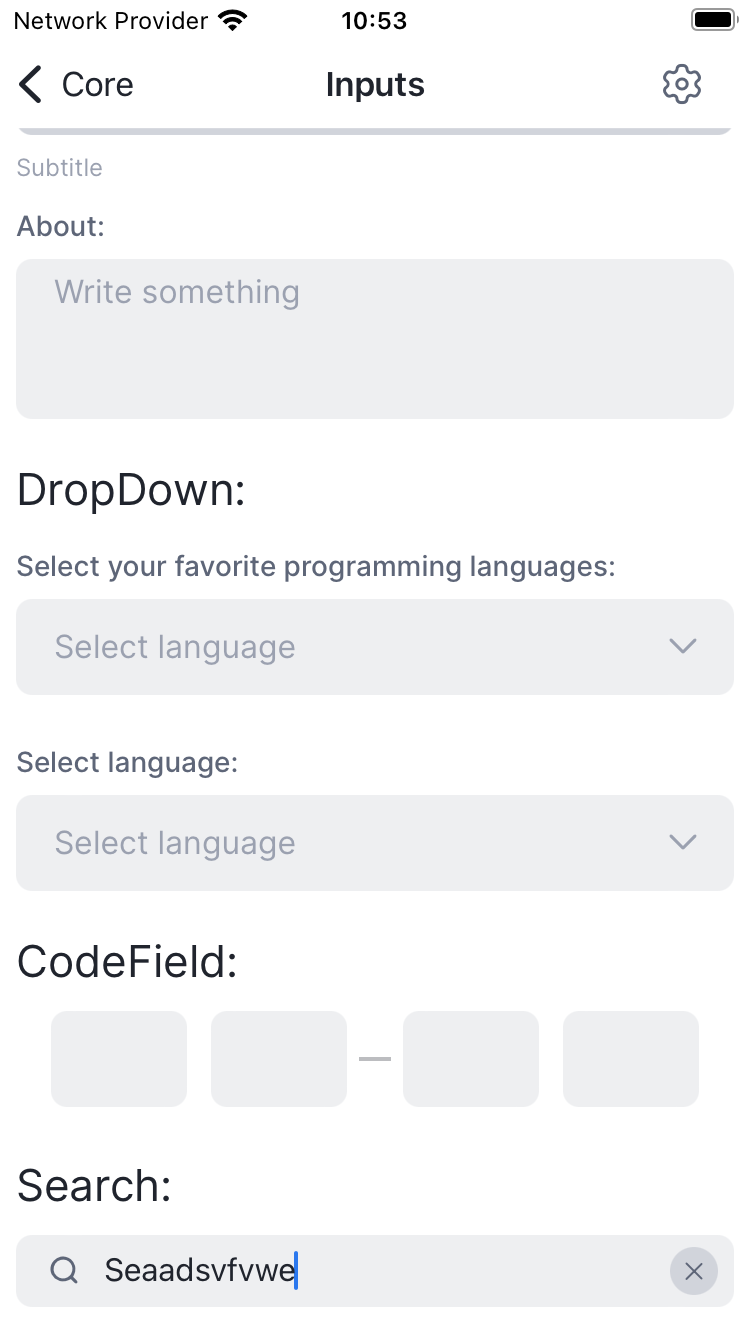 Network Provider 10:53
Core Inputs
Subtitle
About:
Write something
DropDown:
Select your favorite programming languages:
Select language
Select language:
Select language
CodeField:
Search:
Seaadsvfvwe